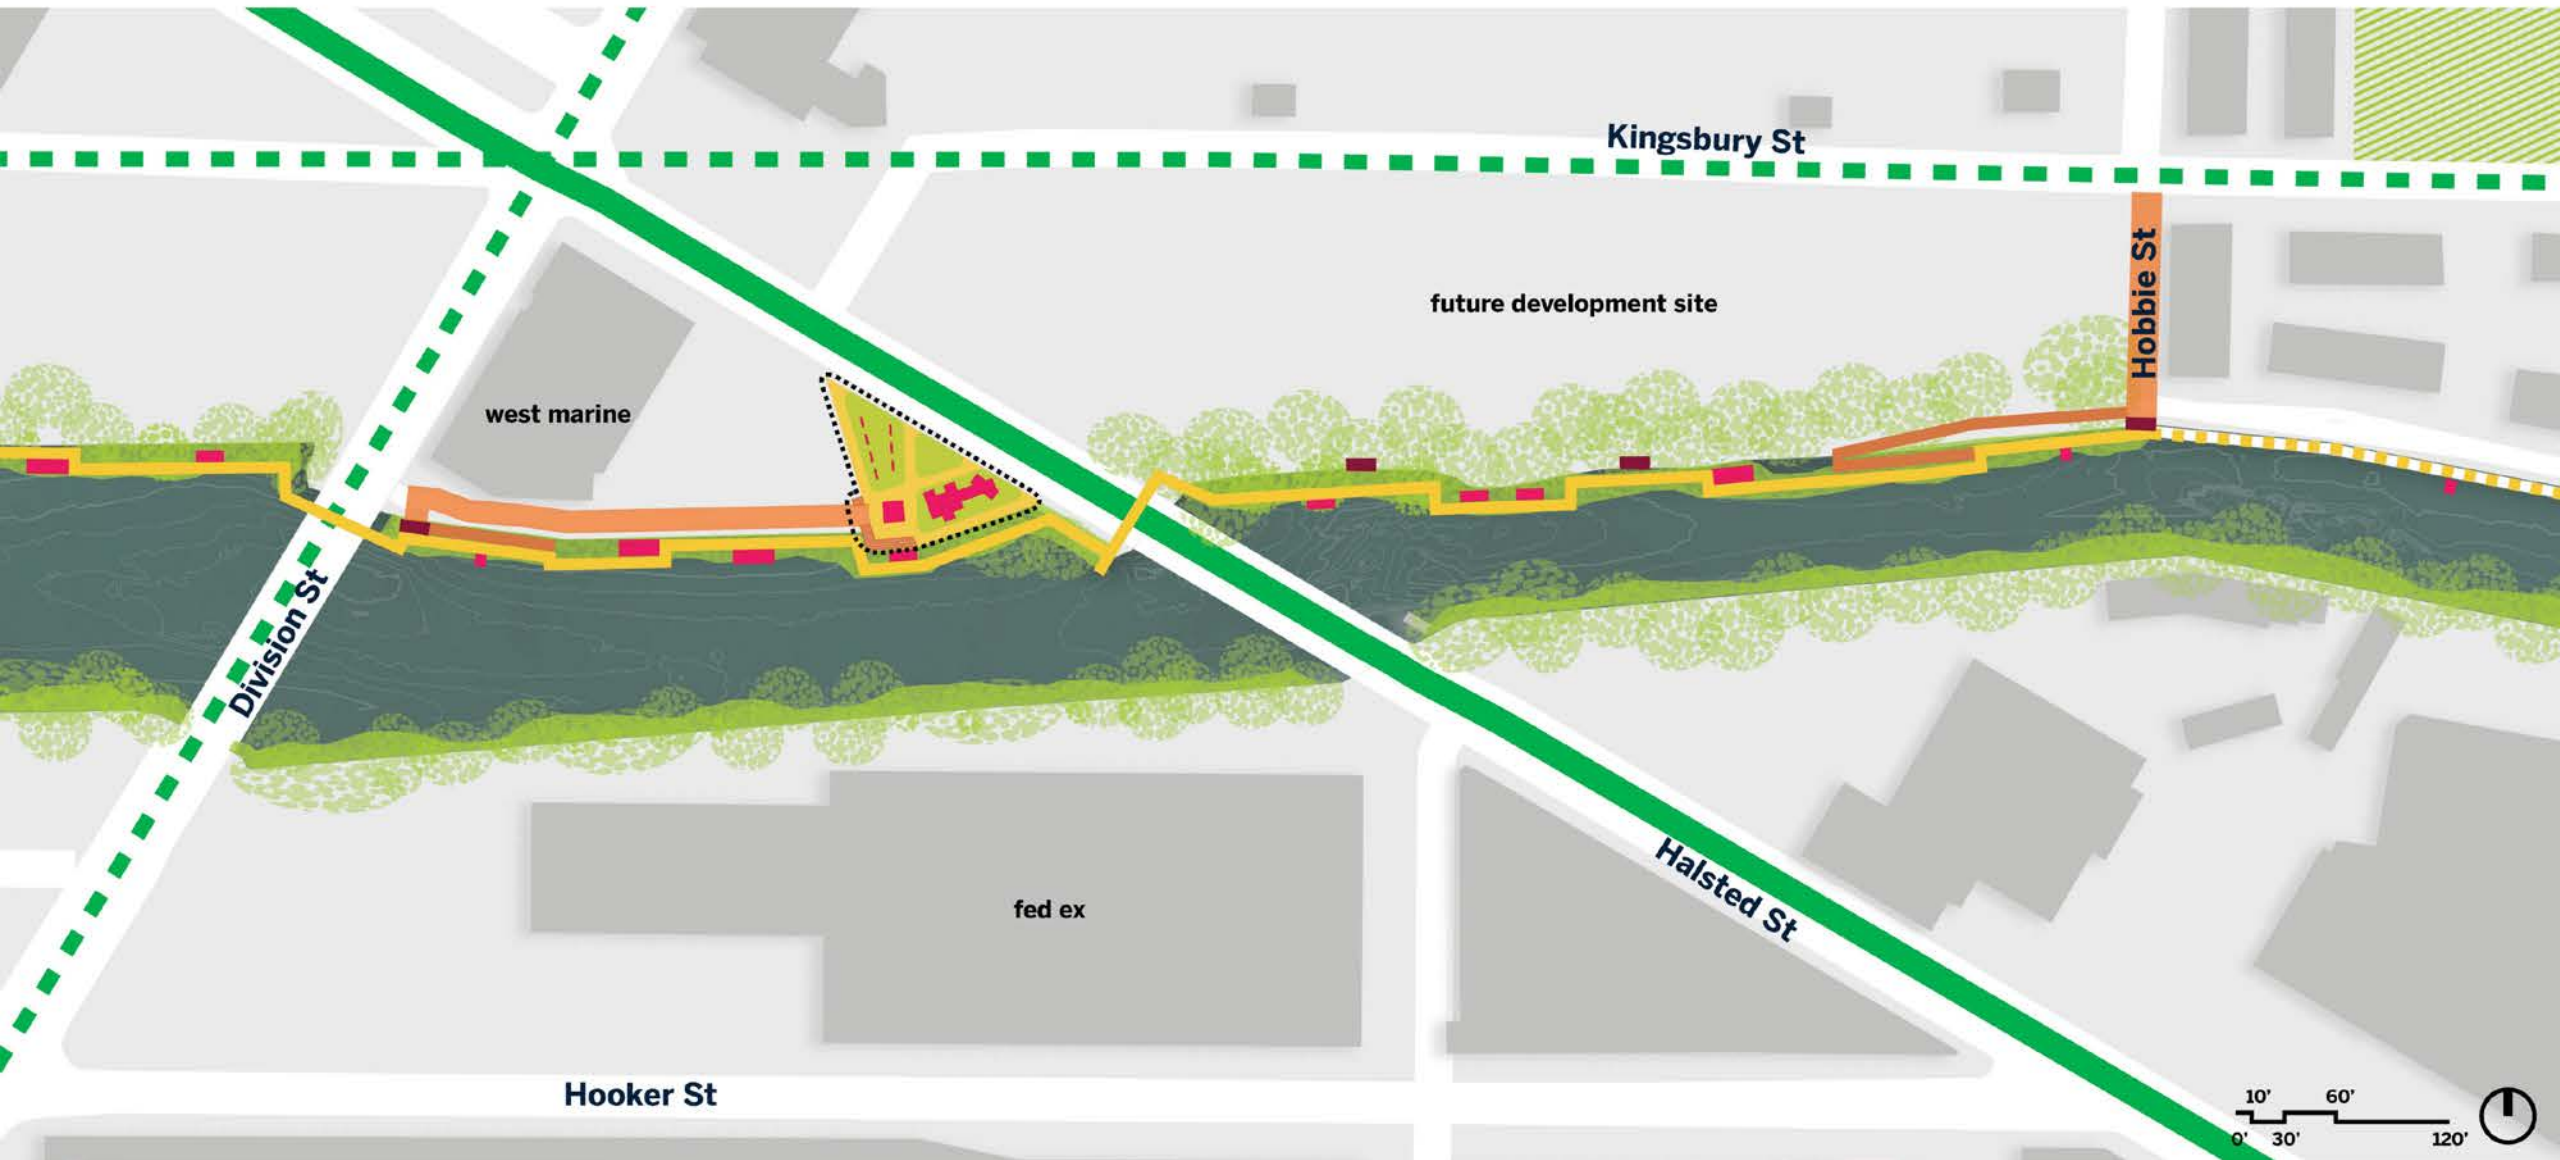 Kingsbury St
Hobbie St
future development site
west marine
Division St
Halsted St
fed ex
Hooker St
10' 60'
0' 30' 120'